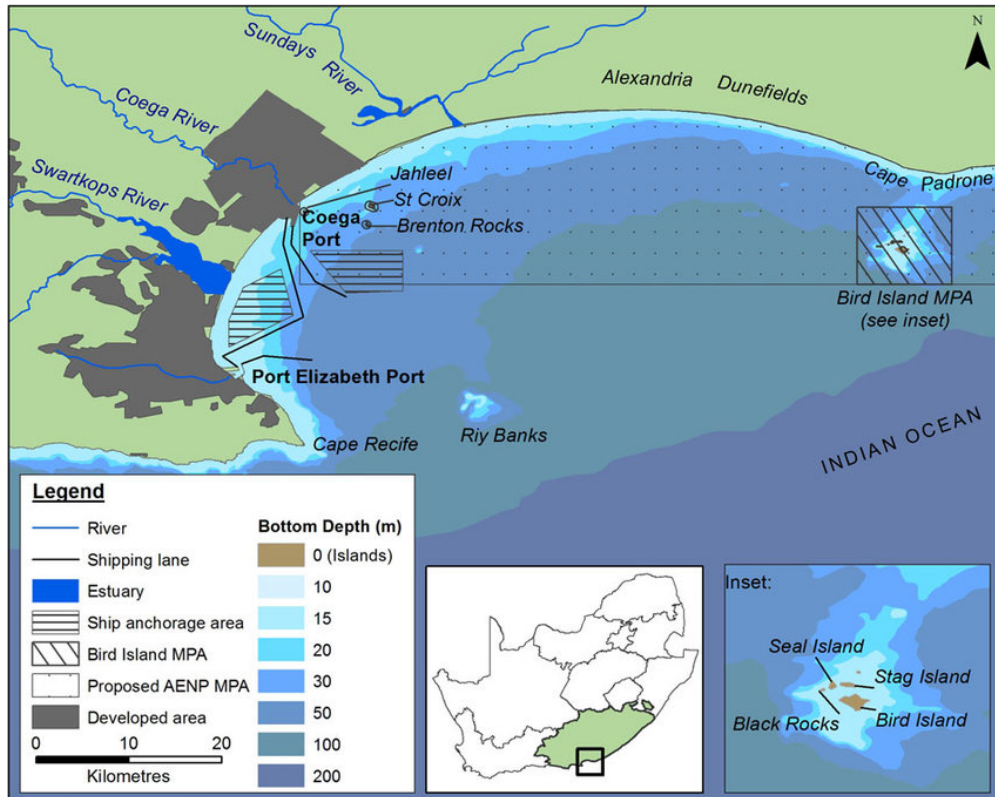 N
Sundays River
Alexandria Dunefields
Coega River
Swartkops River
Jahleel
St Croix
Brenton Rocks
Cape Padrone
Coega
Port
Bird Island MPA
(see inset)
Port Elizabeth Port
Riy Banks
Cape Recife
INDIAN OCEAN
Legend
River
Shipping lane
Estuary
Ship anchorage area
Bird Island MPA
Proposed AENP MPA
Developed area
0 10 20
Kilometres
Bottom Depth (m)
0 (Islands)
10
15
20
30
50
100
200
Inset:
Seal Island
Stag Island
Black Rocks
Bird Island